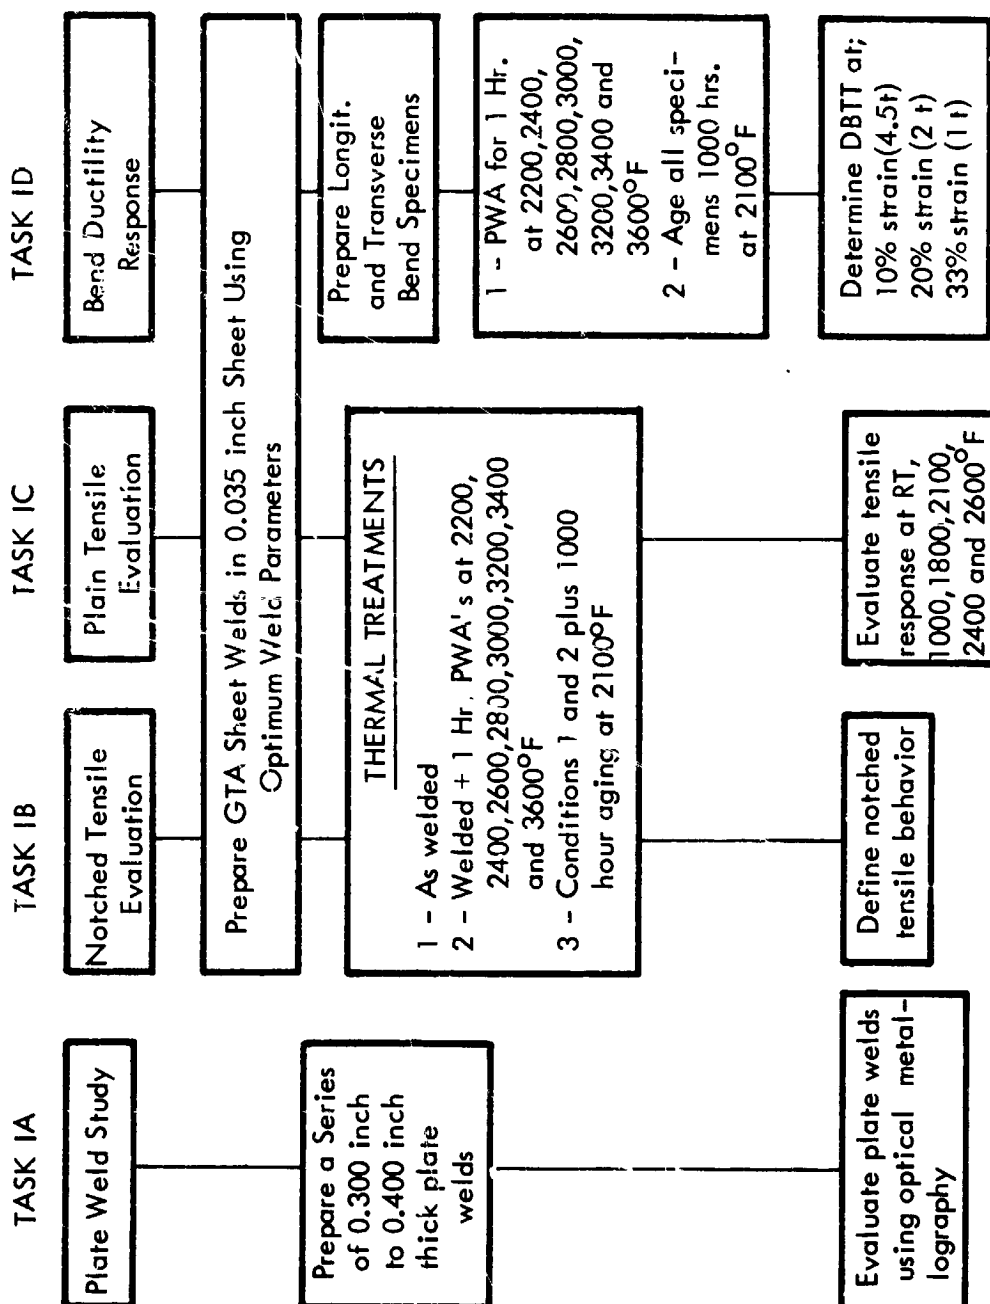 TASK IA
Plate Weld Study
Prepare a Series
of 0.300 inch
to 0.400 inch
thick plate
welds
Evaluate plate welds
using optical metal-
lography
TASK IB
Notched Tensile
Evaluation
TASK IC
Plain Tensile
Evaluation
TASK ID
Bend Ductility
Response
Prepare GTA Sheet Welds in 0.035 inch Sheet Using
Optimum Weld Parameters
THERMAL TREATMENTS
1 - As welded
2 - Welded + 1 Hr. PWA's at 2200,
2400,2600,2800,3000,3200,3400
and 3600°F
3 - Conditions 1 and 2 plus 1000
hour aging at 2100°F
Define notched
tensile behavior
Evaluate tensile
response at RT,
1000,1800,2100,
2400 and 2600°F
Prepare Longit.
and Transverse
Bend Specimens
1 - PWA for 1 Hr.
at 2200,2400,
2600,2800,3000,
3200,3400 and
3600°F
2 - Age all speci-
mens 1000 hrs.
at 2100°F
Determine DBTT at;
10% strain(4.5t)
20% strain (2 t)
33% strain (1 t)